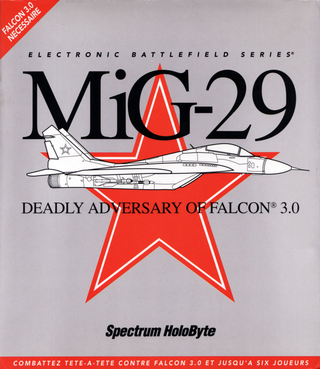 FALCON 3.0
NECESSAIRE
ELECTRONIC BATTLEFIELD SERIES®
MiG-29
DEADLY ADVERSARY OF FALCON® 3.0
Spectrum HoloByte
COMBATTEZ TETE-A-TETE CONTRE FALCON 3.0 ET JUSQU'A SIX JOUEURS